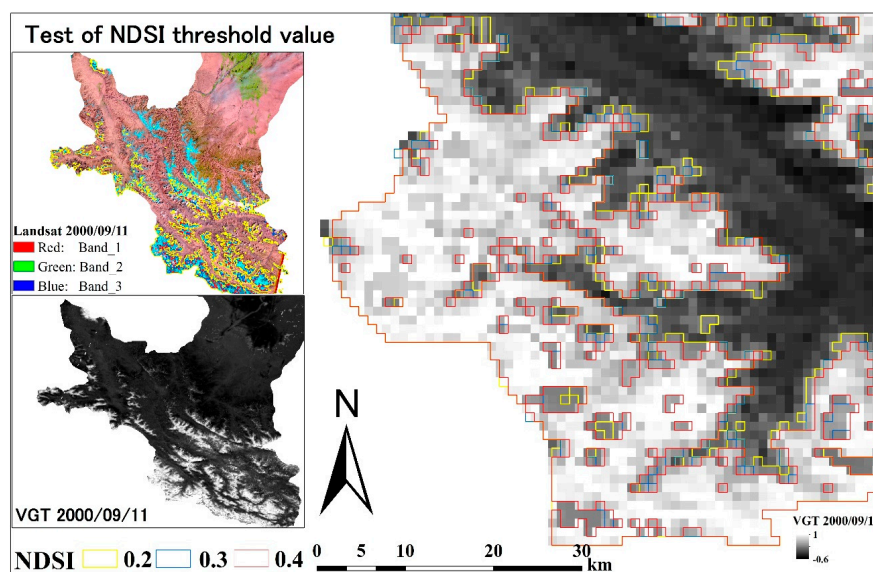 Test of NDSI threshold value
Landsat 2000/09/11
Red: Band_1
Green: Band_2
Blue: Band_3
VGT 2000/09/11
N
NDSI 0.2 0.3 0.4
0 10 20 30
km
VGT 2000/09/1
1
-0.6